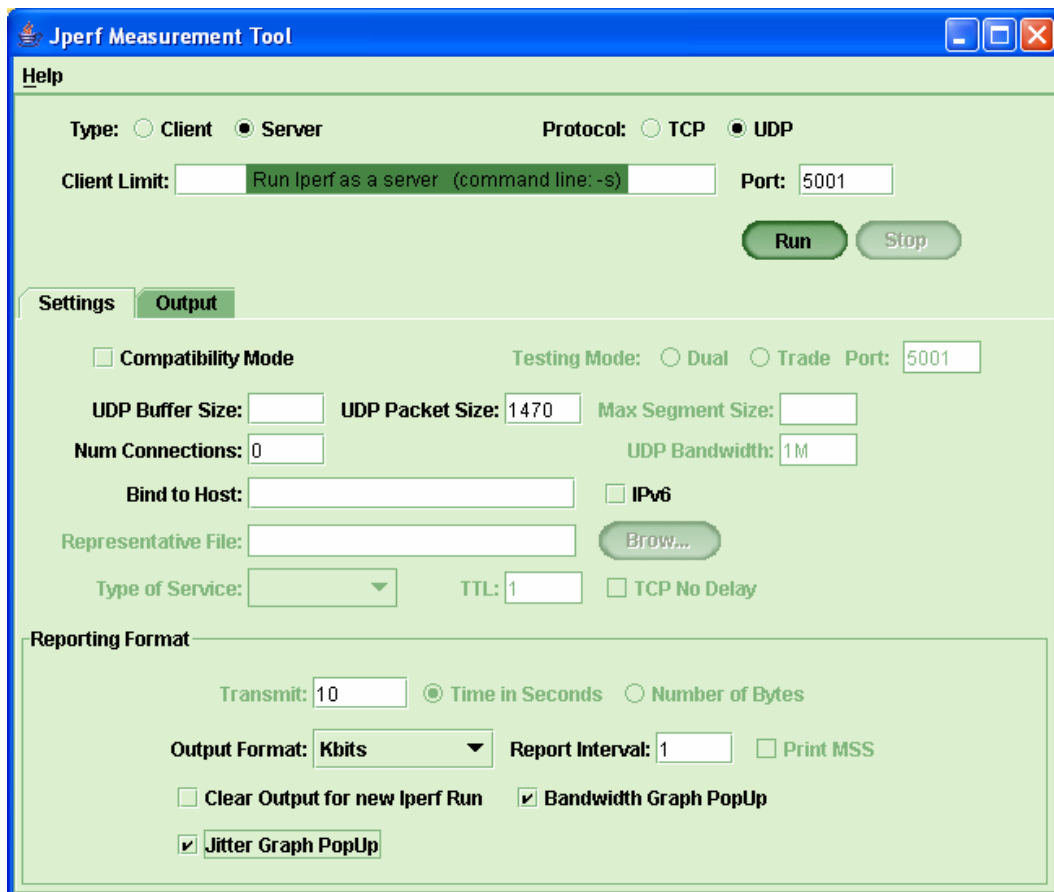 Jperf Measurement Tool
Help
Type: Client Server Protocol: TCP UDP
Client Limit: Run Iperf as a server (command line: -s) Port: 5001
Run Stop
Settings Output
Compatibility Mode Testing Mode: Dual Trade Port: 5001
UDP Buffer Size: UDP Packet Size: 1470 Max Segment Size:
Num Connections: 0 UDP Bandwidth: 1M
Bind to Host: IPv6
Representative File: Brow...
Type of Service: TTL: 1 TCP No Delay
Reporting Format
Transmit: 10 Time in Seconds Number of Bytes
Output Format: Kbits Report Interval: 1 Print MSS
Clear Output for new Iperf Run Bandwidth Graph PopUp
Jitter Graph PopUp